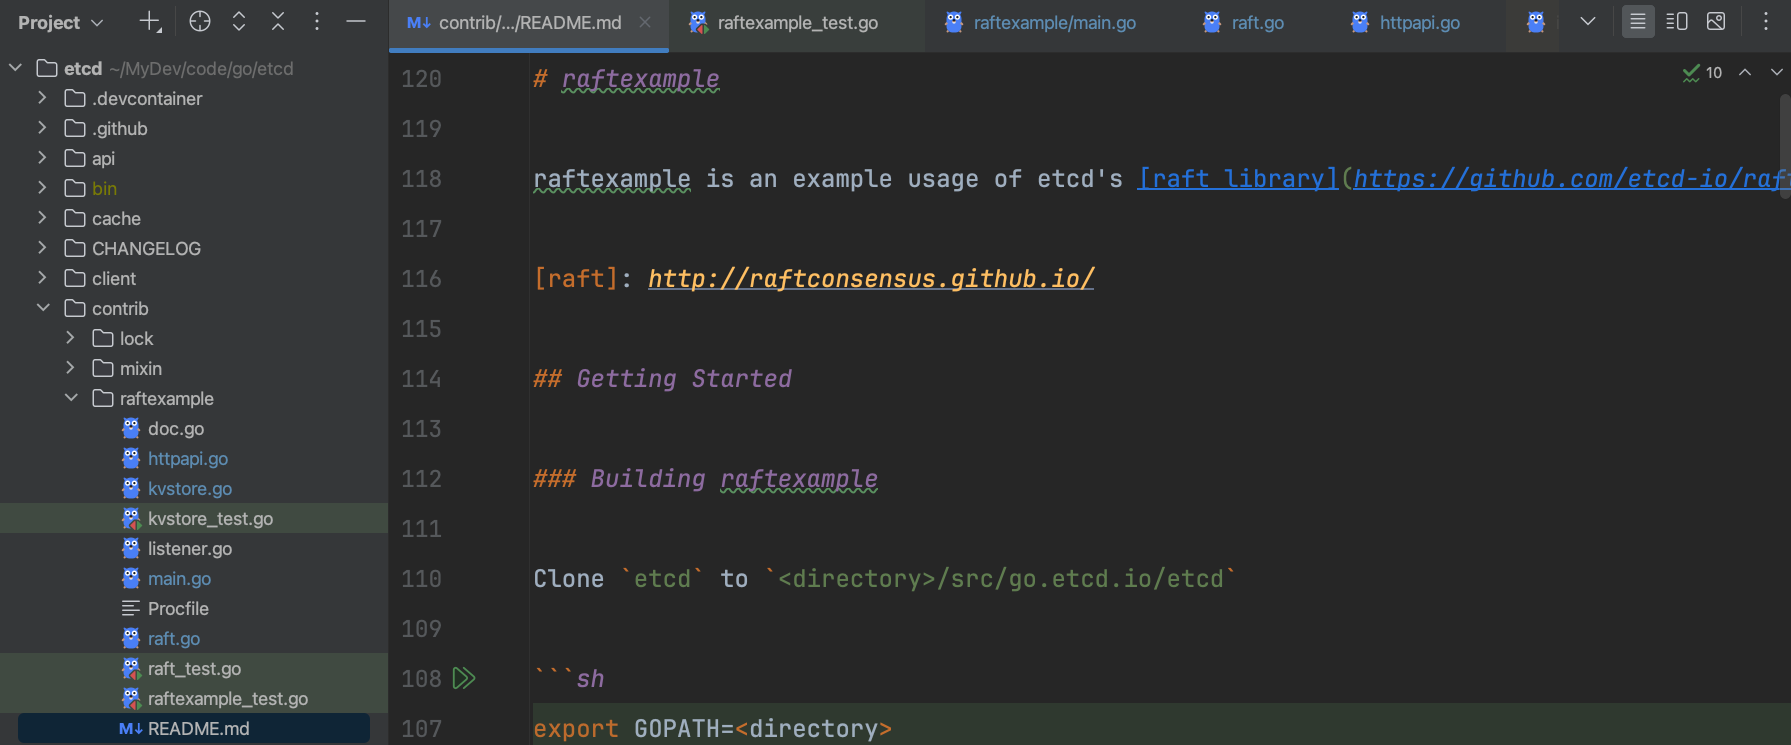 Project
contrib/.../README.md
raftexample_test.go
raftexample/main.go
raft.go
httpapi.go
etcd ~/MyDev/code/go/etcd
.devcontainer
.github
api
bin
cache
CHANGELOG
client
contrib
lock
mixin
raftexample
doc.go
httpapi.go
kvstore.go
kvstore_test.go
listener.go
main.go
Procfile
raft.go
raft_test.go
raftexample_test.go
M↓ README.md
10
120 # raftexample
119
118 raftexample is an example usage of etcd's [raft library](https://github.com/etcd-io/raf
117
116 [raft]: http://raftconsensus.github.io/
115
114 ## Getting Started
113
112 ### Building raftexample
111
110 Clone `etcd` to `<directory>/src/go.etcd.io/etcd`
109
108 ```sh
107 export GOPATH=<directory>